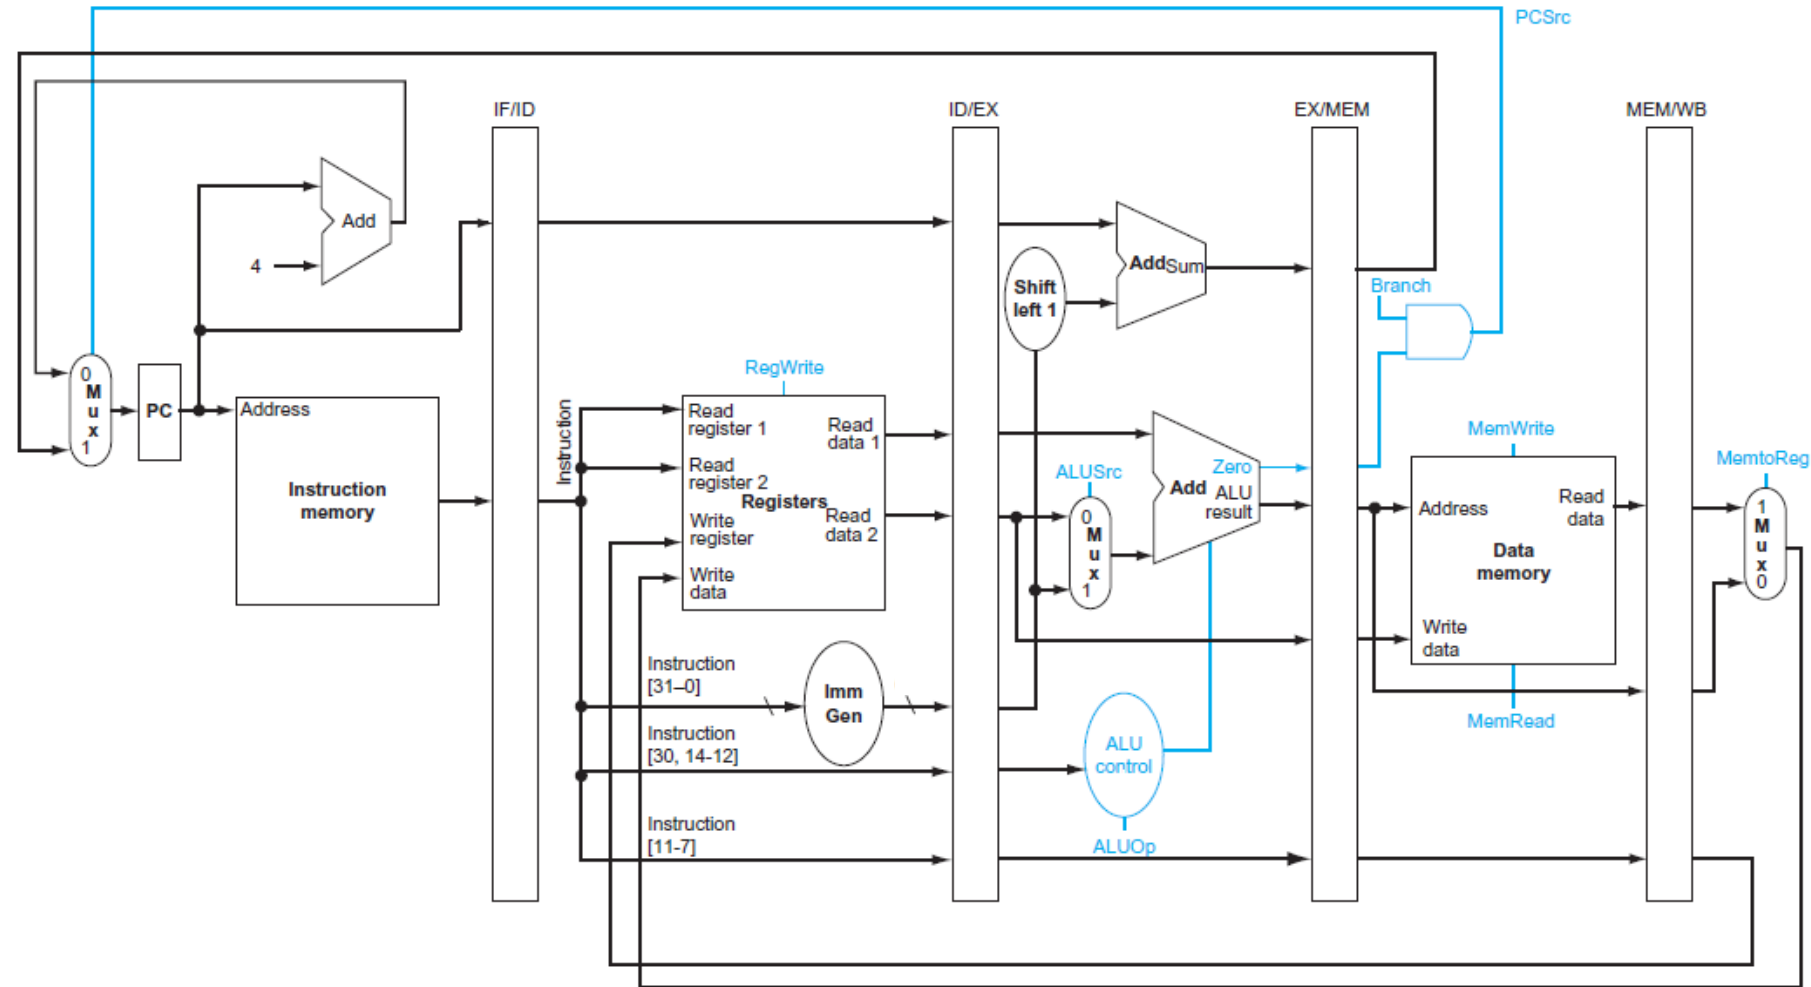 PCSrc
IF/ID
ID/EX
EX/MEM
MEM/WB
Add
4
Add Sum
Shift
left 1
Branch
0
M
u
x
1
PC
Address
Instruction
memory
Instruction
RegWrite
Read
register 1
Read
register 2
Write
register
Write
data
Registers
Read
data 1
Read
data 2
ALUSrc
0
M
u
x
1
Zero
Add
ALU
result
MemWrite
Address
Read
data
Data
memory
Write
data
MemRead
MemtoReg
1
M
u
x
0
Instruction
[31–0]
Imm
Gen
Instruction
[30, 14-12]
ALU
control
Instruction
[11-7]
ALUOp